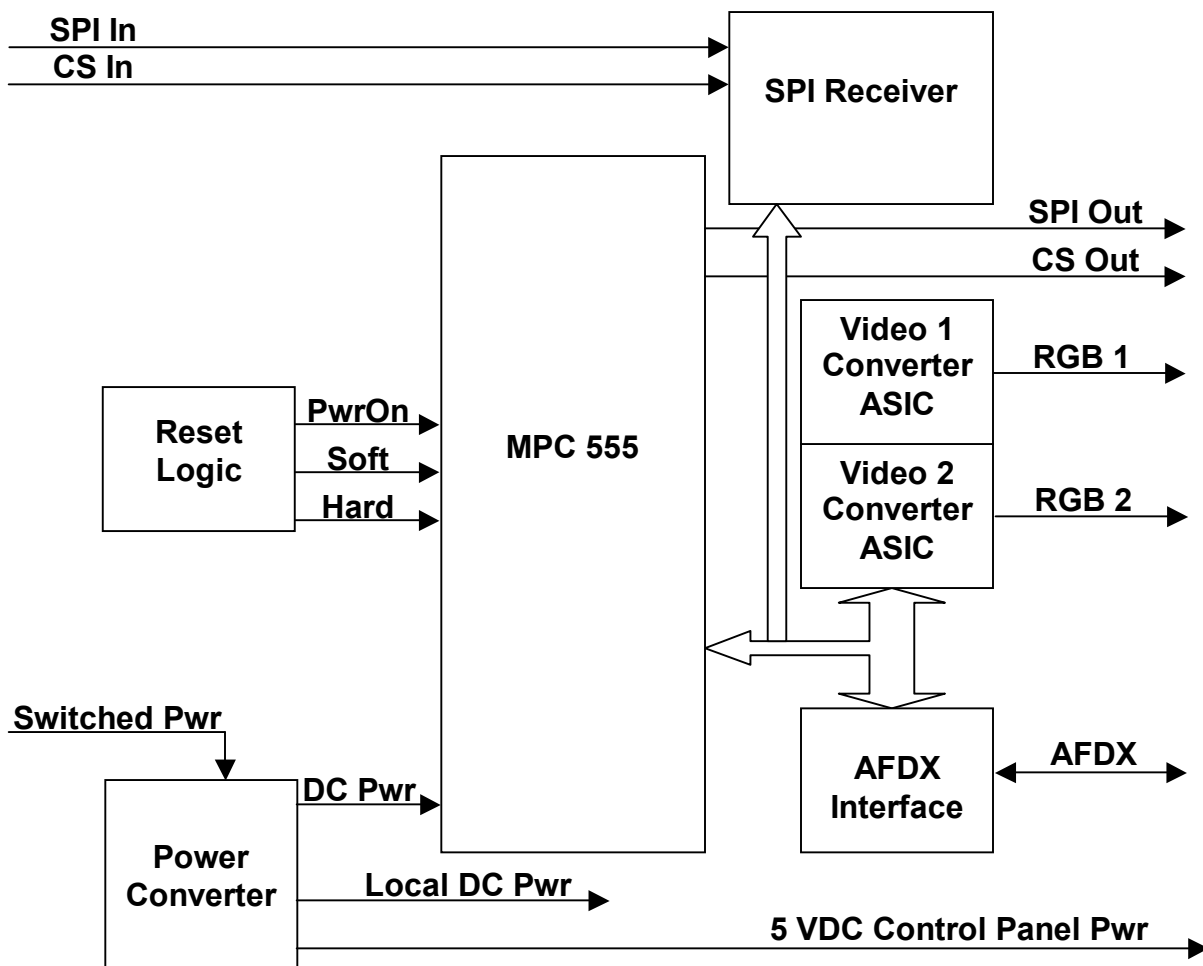 SPI In
CS In
SPI Receiver
SPI Out
CS Out
Video 1
Converter
ASIC
RGB 1
PwrOn
Reset
Logic
Soft
Hard
MPC 555
Video 2
Converter
ASIC
RGB 2
Switched Pwr
DC Pwr
AFDX
Interface
AFDX
Power
Converter
Local DC Pwr
5 VDC Control Panel Pwr